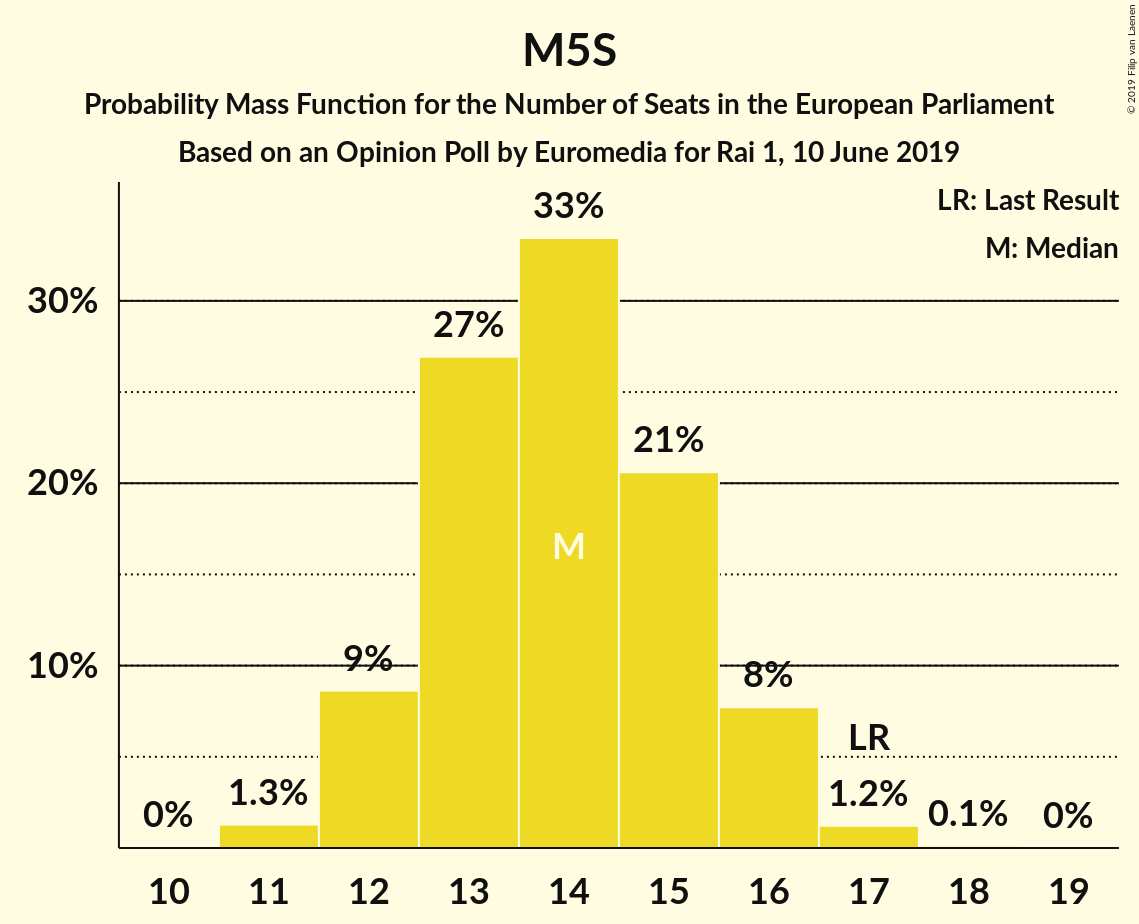 M5S
Probability Mass Function for the Number of Seats in the European Parliament
Based on an Opinion Poll by Euromedia for Rai 1, 10 June 2019
© 2019 Filip van Laenen
LR: Last Result
M: Median
30%
20%
10%
0%
1.3%
9%
27%
33%
M
21%
8%
LR
1.2%
0.1%
0%
10 11 12 13 14 15 16 17 18 19